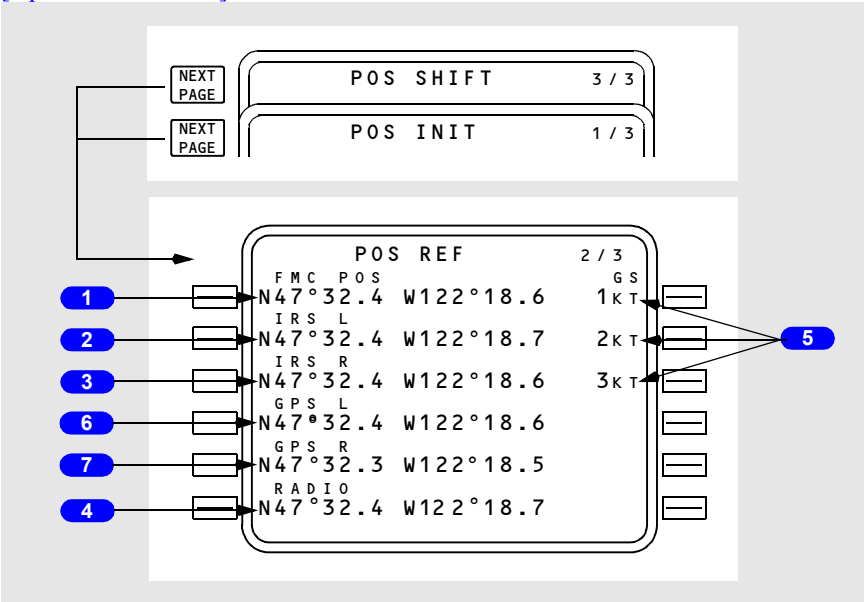 NEXT PAGE
POS SHIFT 3/3
NEXT PAGE
POS INIT 1/3
POS REF 2/3
FMC POS GS
1 N47°32.4 W122°18.6 1KT
IRS L
2 N47°32.4 W122°18.7 2KT 5
IRS R
3 N47°32.4 W122°18.6 3KT
GPS L
6 N47°32.4 W122°18.6
GPS R
7 N47°32.3 W122°18.5
RADIO
4 N47°32.4 W122°18.7